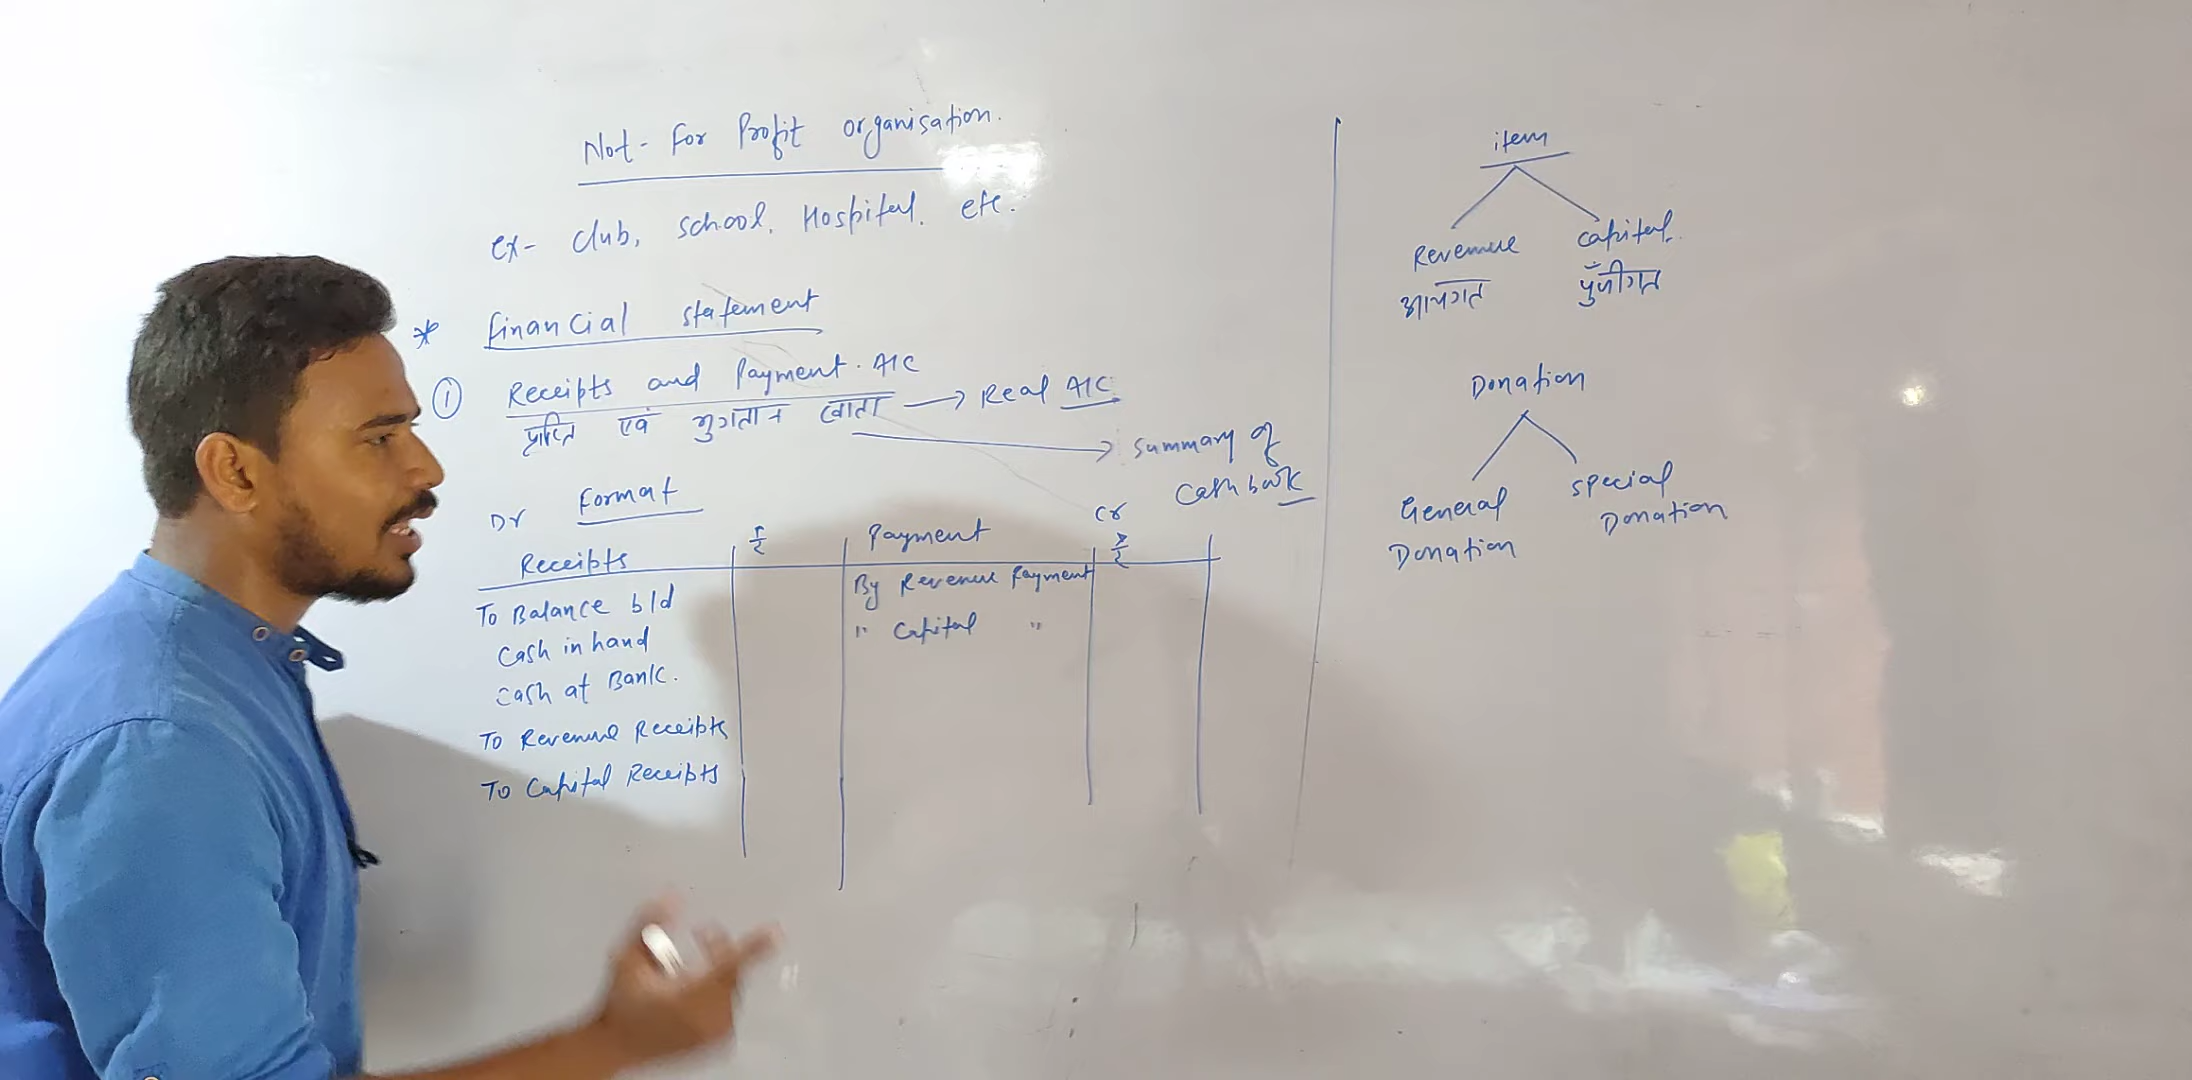 Not-For Profit organisation.
ex- club, school, Hospital, etc.
* financial statement
① Receipts and Payment. A/C
प्राप्ति एवं भुगतान खाता → Real A/C
→ Summary of
Cash book
Format
Dr
Cr
Receipts ₹ Payment ₹
To Balance b/d By Revenue Payment
Cash in hand " Capital "
Cash at Bank.
To Revenue Receipts
To Capital Receipts
item
Revenue Capital
आयगत पूँजीगत
Donation
General special
Donation Donation